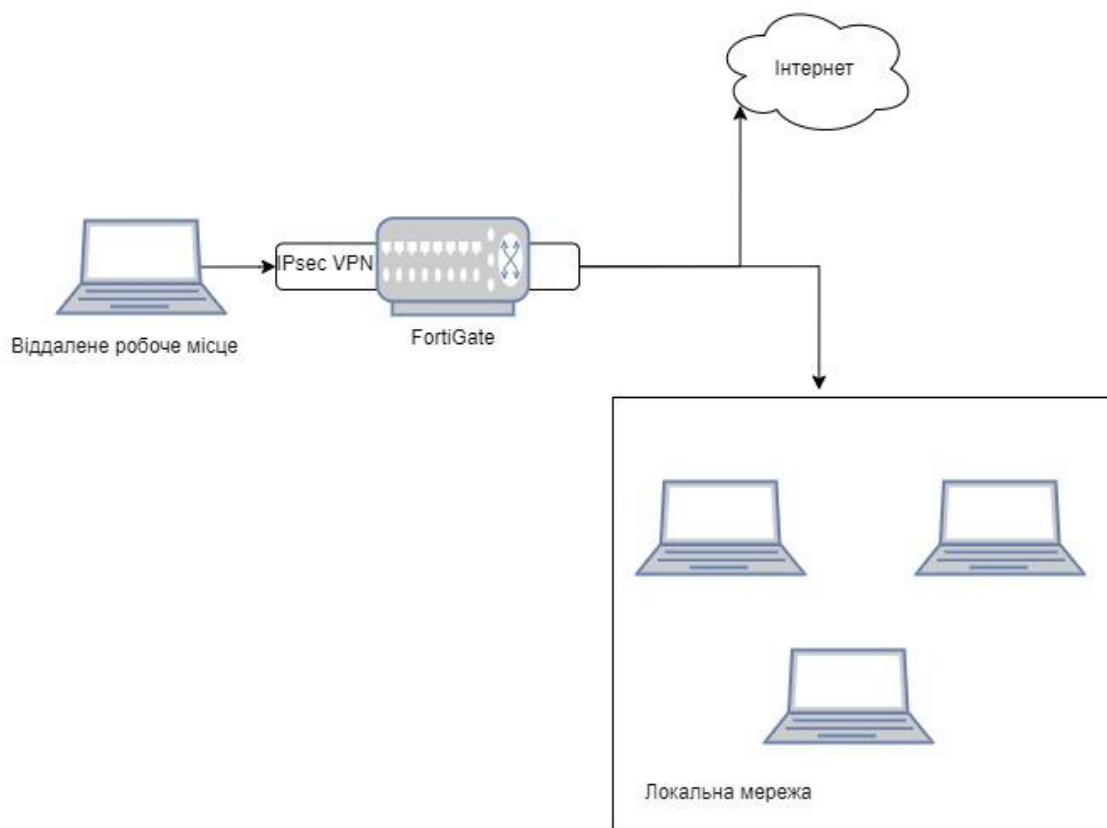 Інтернет
IPsec VPN
FortiGate
Віддалене робоче місце
Локальна мережа